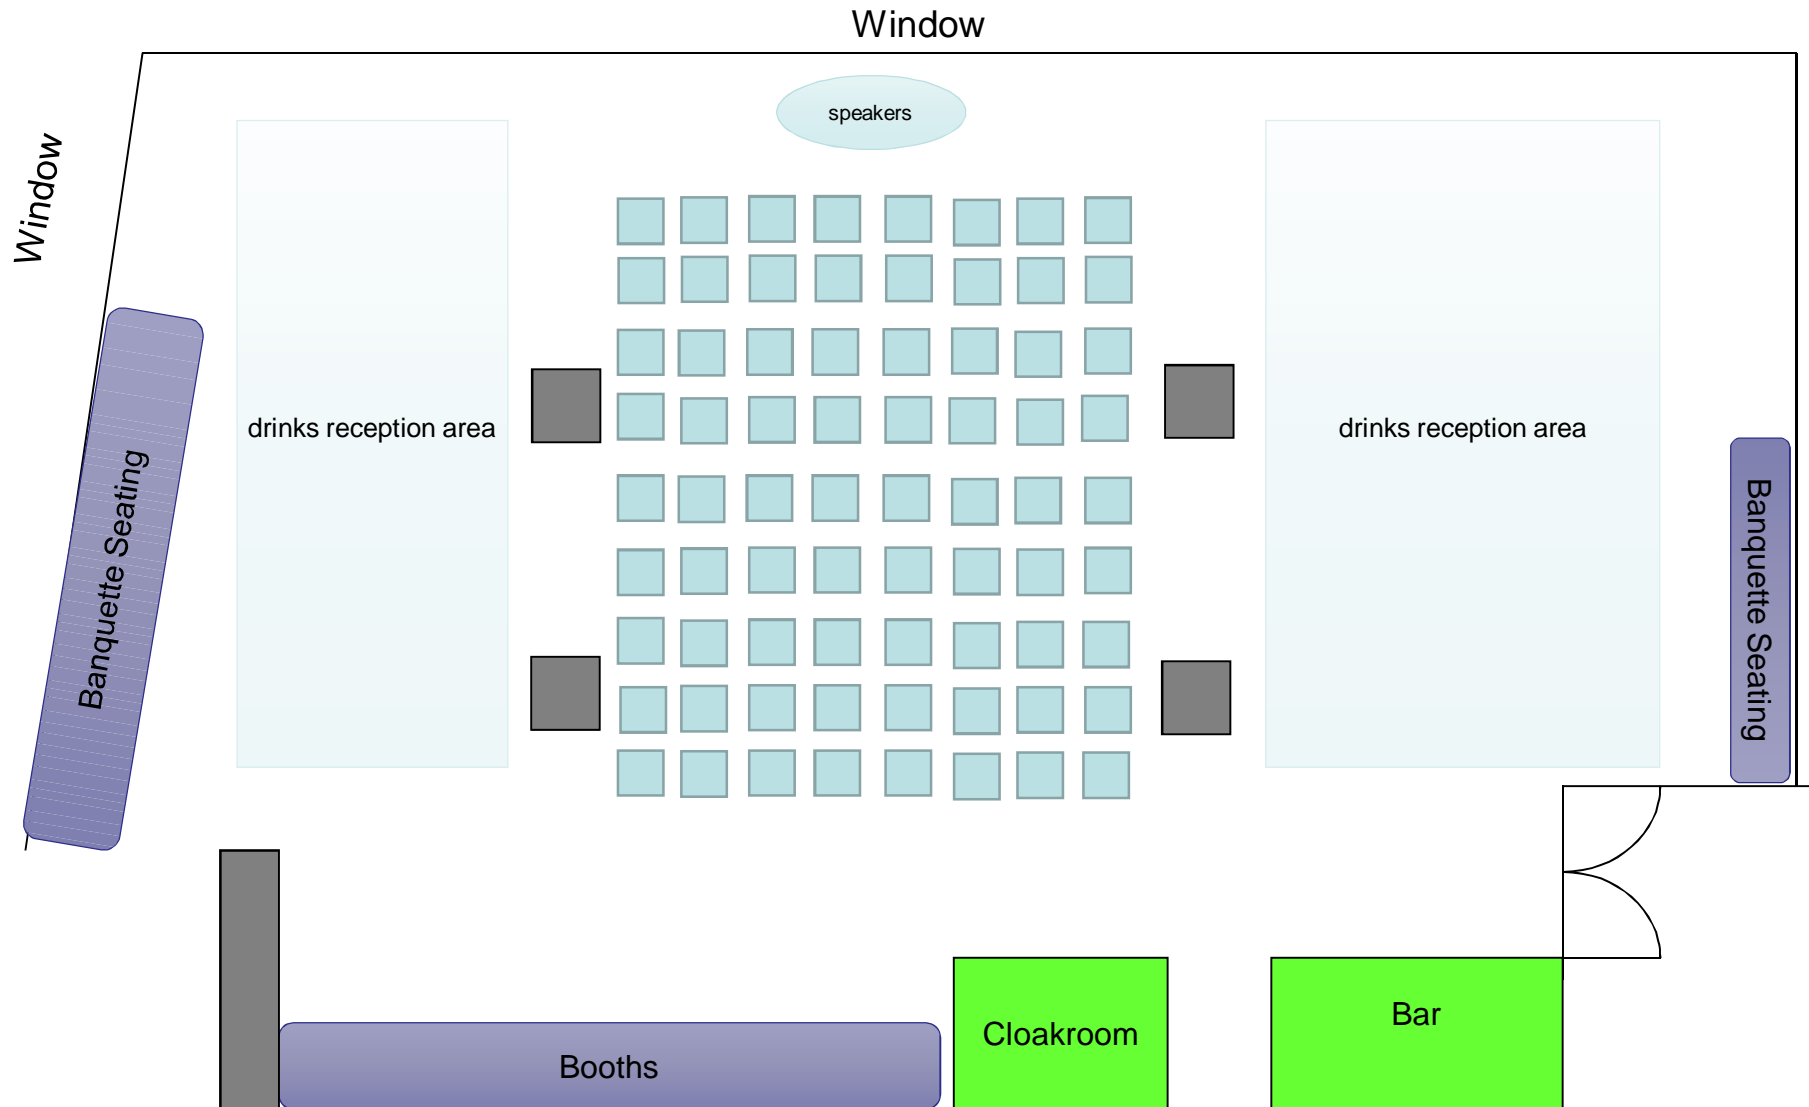 Window
speakers
Window
drinks reception area
drinks reception area
Banquette Seating
Banquette Seating
Bar
Cloakroom
Booths